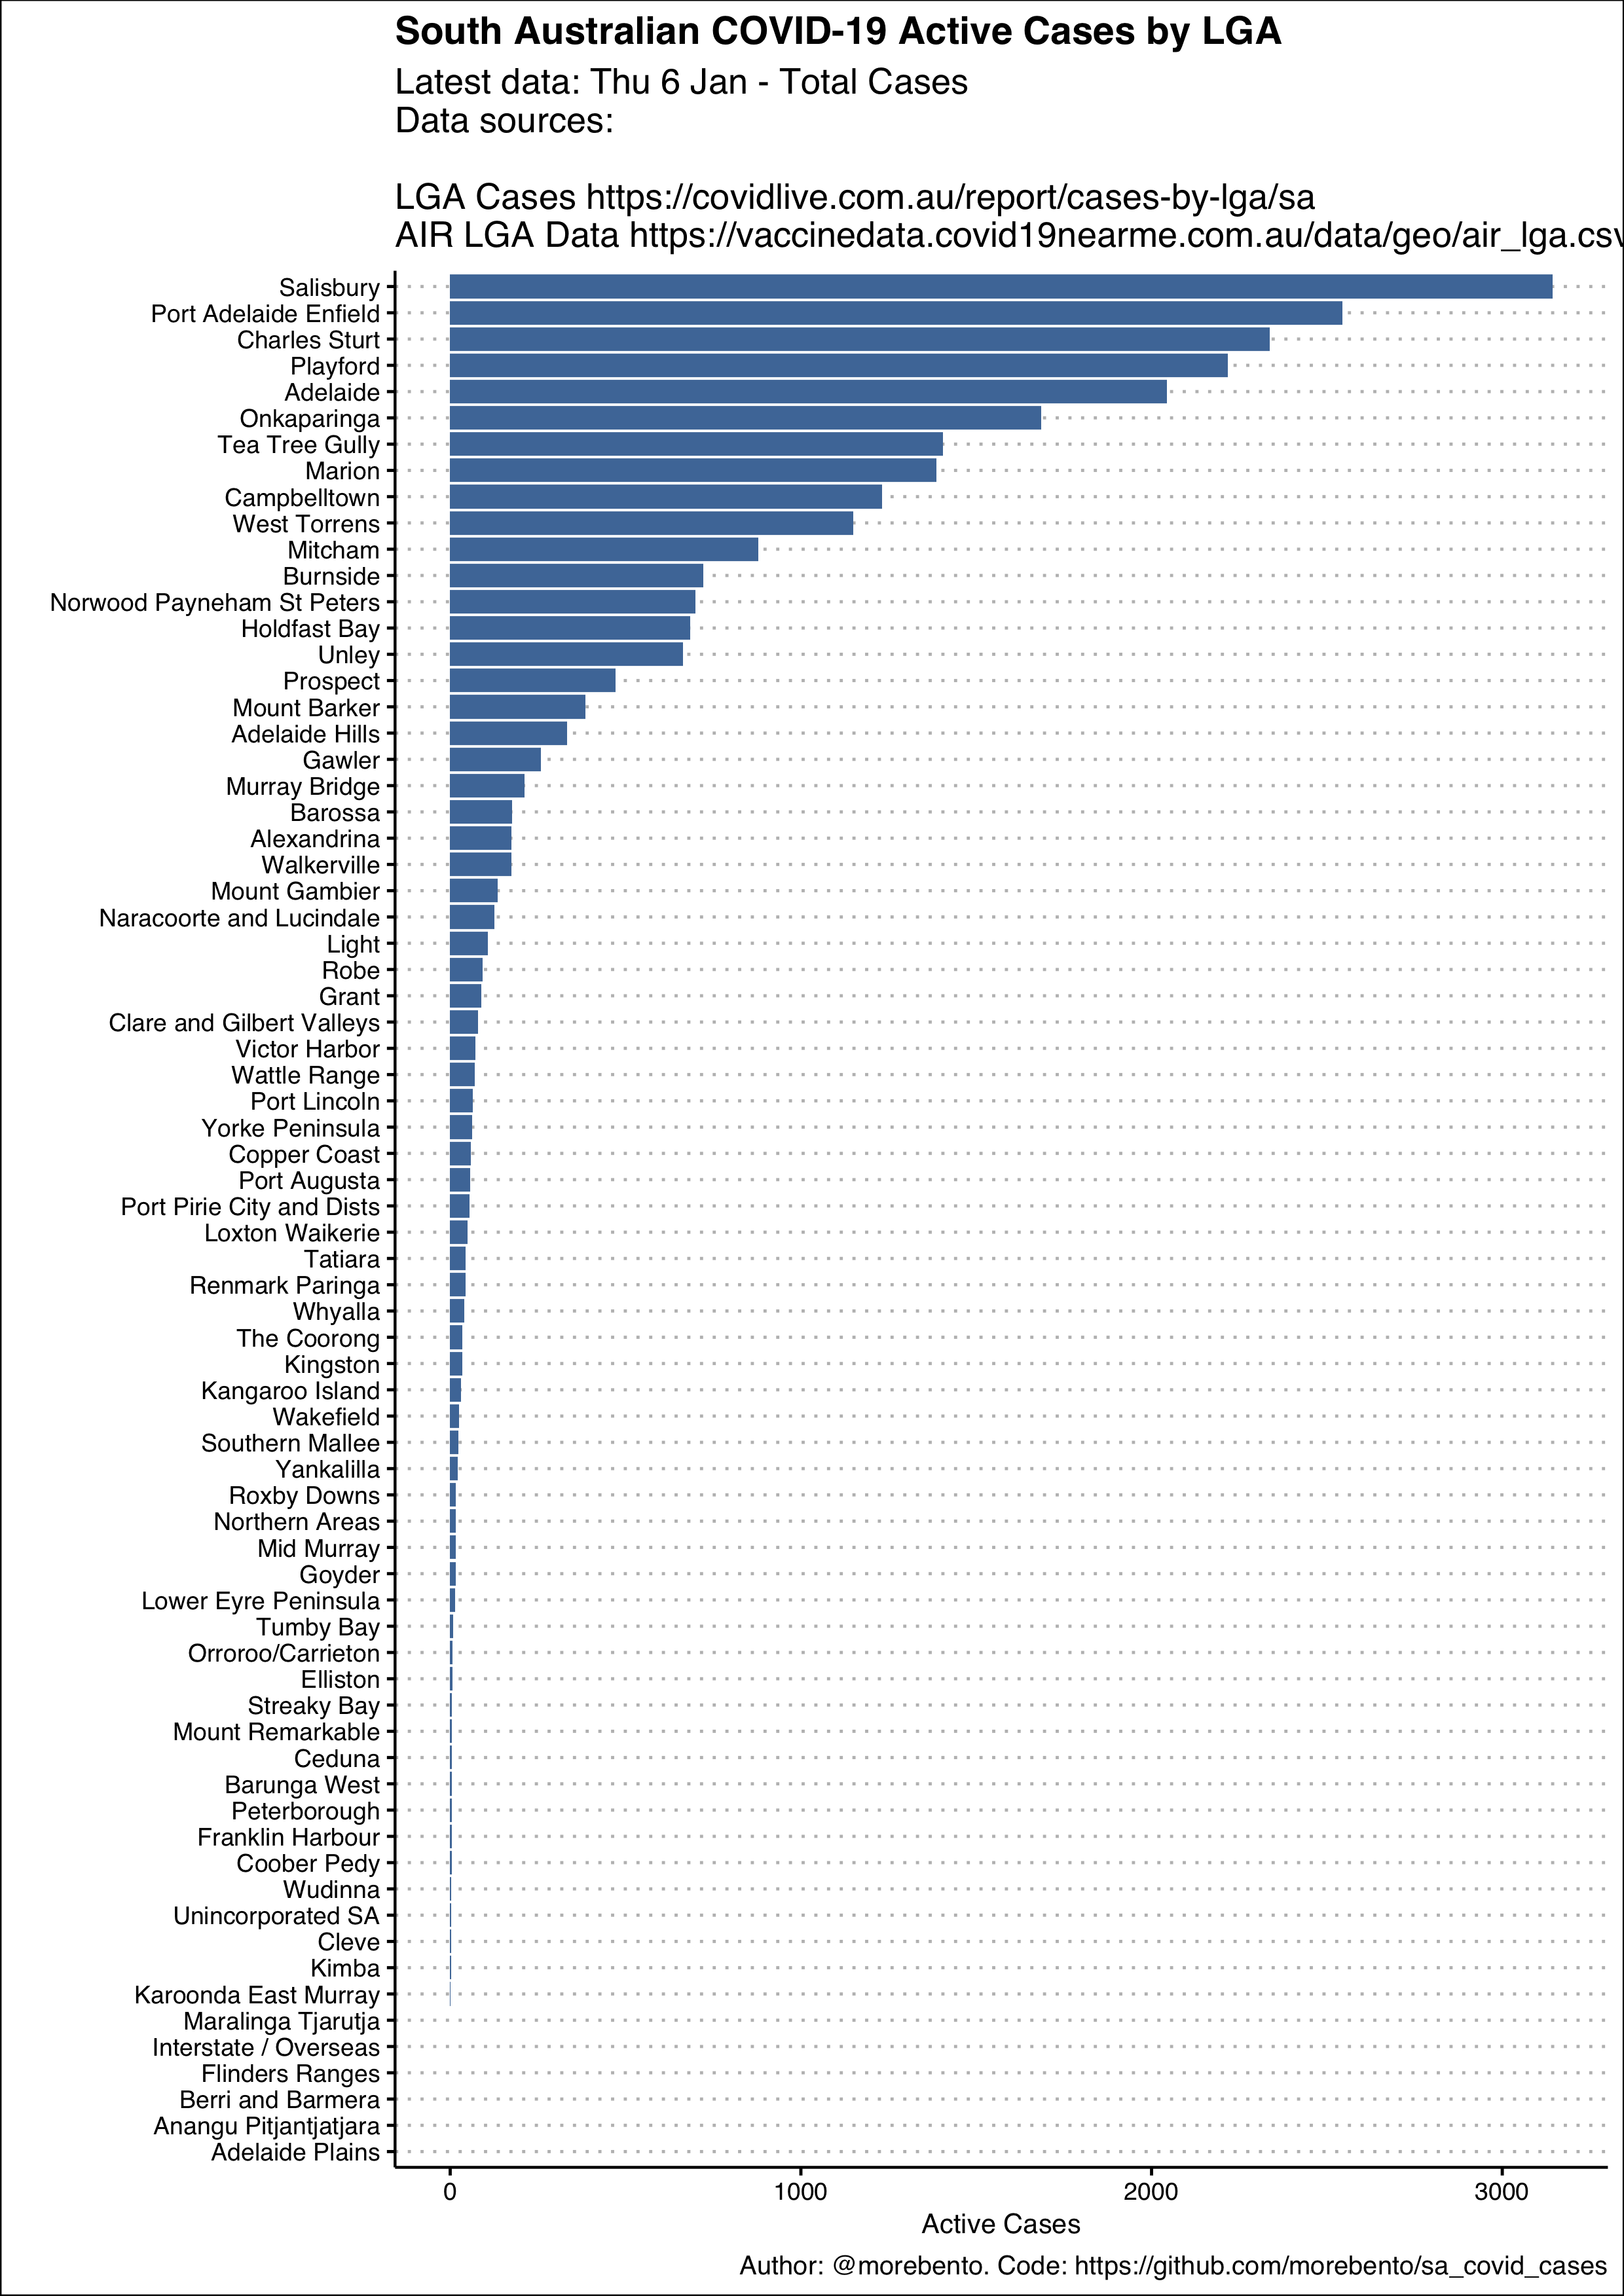 South Australian COVID-19 Active Cases by LGA
Latest data: Thu 6 Jan - Total Cases
Data sources:
LGA Cases https://covidlive.com.au/report/cases-by-lga/sa
AIR LGA Data https://vaccinedata.covid19nearme.com.au/data/geo/air_lga.csv
Salisbury
Port Adelaide Enfield
Charles Sturt
Playford
Adelaide
Onkaparinga
Tea Tree Gully
Marion
Campbelltown
West Torrens
Mitcham
Burnside
Norwood Payneham St Peters
Holdfast Bay
Unley
Prospect
Mount Barker
Adelaide Hills
Gawler
Murray Bridge
Barossa
Alexandrina
Walkerville
Mount Gambier
Naracoorte and Lucindale
Light
Robe
Grant
Clare and Gilbert Valleys
Victor Harbor
Wattle Range
Port Lincoln
Yorke Peninsula
Copper Coast
Port Augusta
Port Pirie City and Dists
Loxton Waikerie
Tatiara
Renmark Paringa
Whyalla
The Coorong
Kingston
Kangaroo Island
Wakefield
Southern Mallee
Yankalilla
Roxby Downs
Northern Areas
Mid Murray
Goyder
Lower Eyre Peninsula
Tumby Bay
Orroroo/Carrieton
Elliston
Streaky Bay
Mount Remarkable
Ceduna
Barunga West
Peterborough
Franklin Harbour
Coober Pedy
Wudinna
Unincorporated SA
Cleve
Kimba
Karoonda East Murray
Maralinga Tjarutja
Interstate / Overseas
Flinders Ranges
Berri and Barmera
Anangu Pitjantjatjara
Adelaide Plains
0 1000 2000 3000
Active Cases
Author: @morebento. Code: https://github.com/morebento/sa_covid_cases